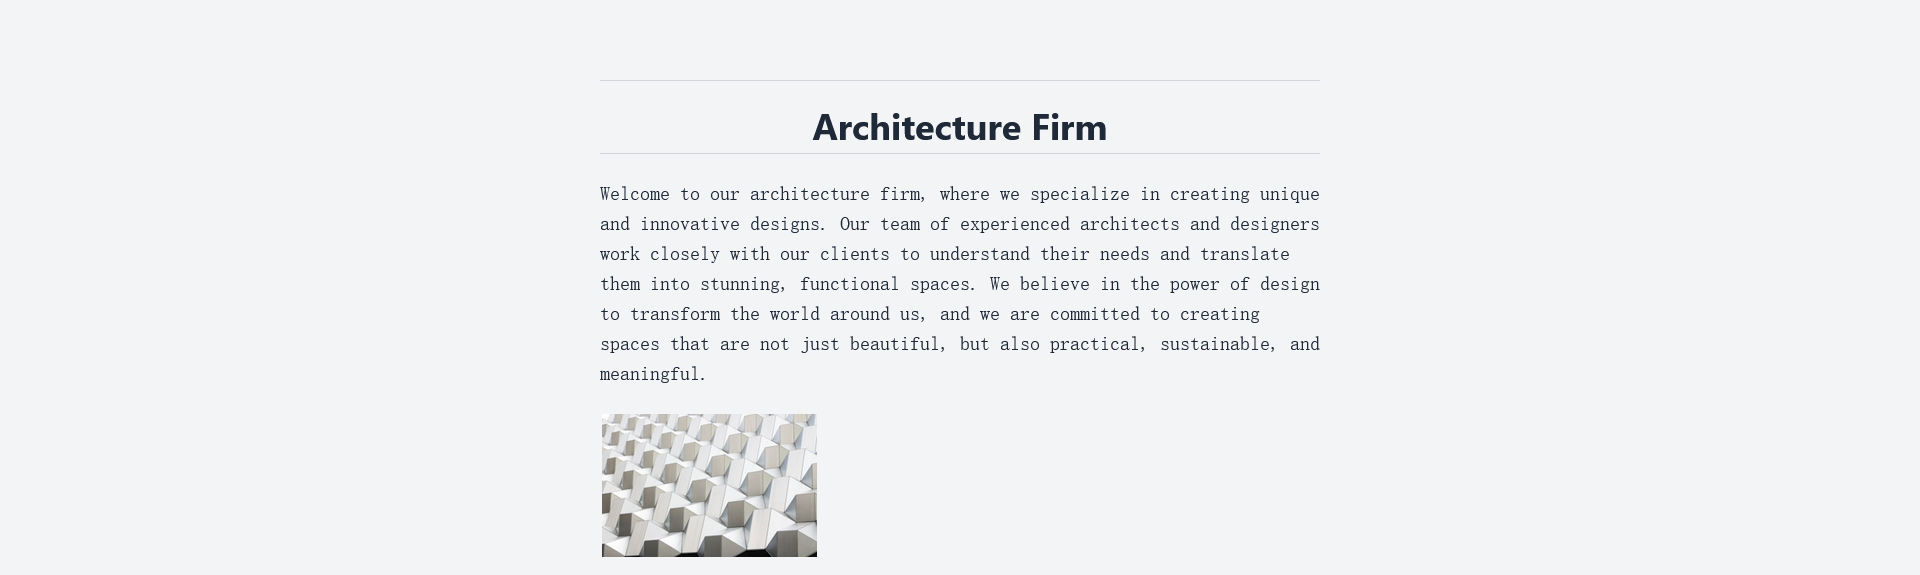 Architecture Firm
Welcome to our architecture firm, where we specialize in creating unique
and innovative designs. Our team of experienced architects and designers
work closely with our clients to understand their needs and translate
them into stunning, functional spaces. We believe in the power of design
to transform the world around us, and we are committed to creating
spaces that are not just beautiful, but also practical, sustainable, and
meaningful.